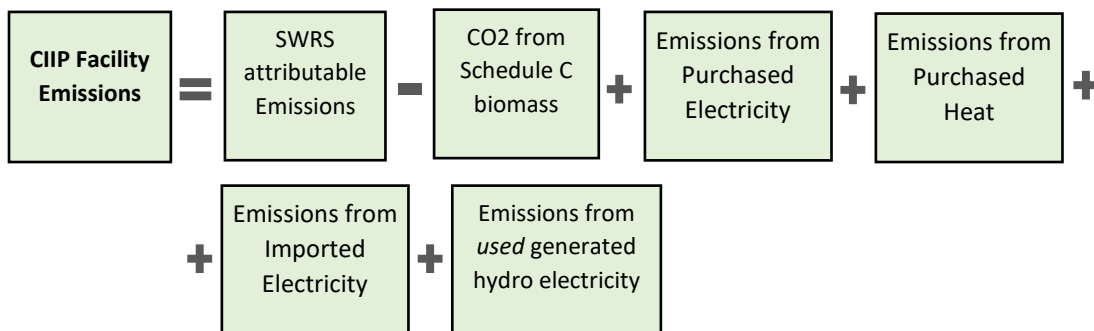 CIIP Facility
Emissions
=
SWRS
attributable
Emissions
-
CO2 from
Schedule C
biomass
+
Emissions from
Purchased
Electricity
+
Emissions from
Purchased
Heat
+
+
Emissions from
Imported
Electricity
+
Emissions from
used generated
hydro electricity